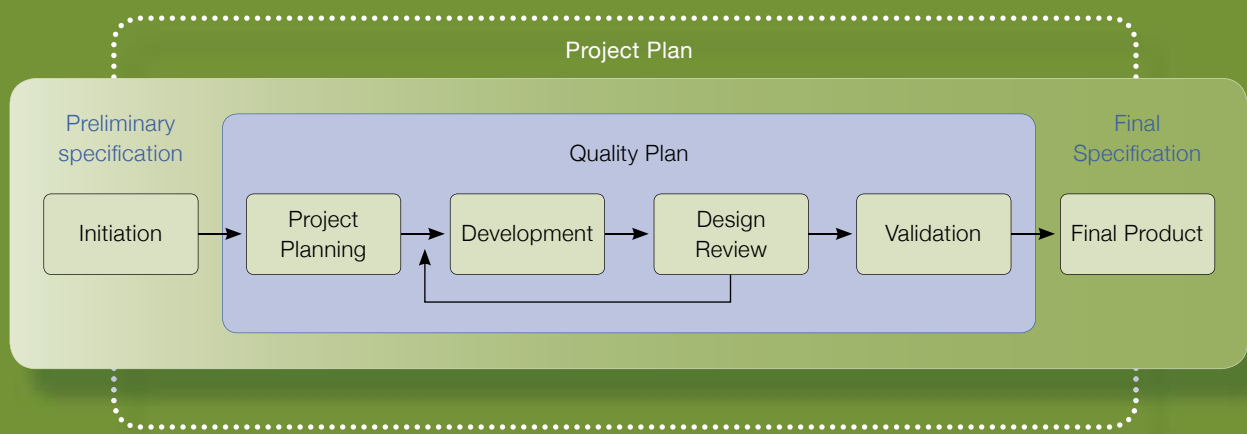 Project Plan
Preliminary
specification
Quality Plan
Final
Specification
Initiation
Project
Planning
Development
Design
Review
Validation
Final Product